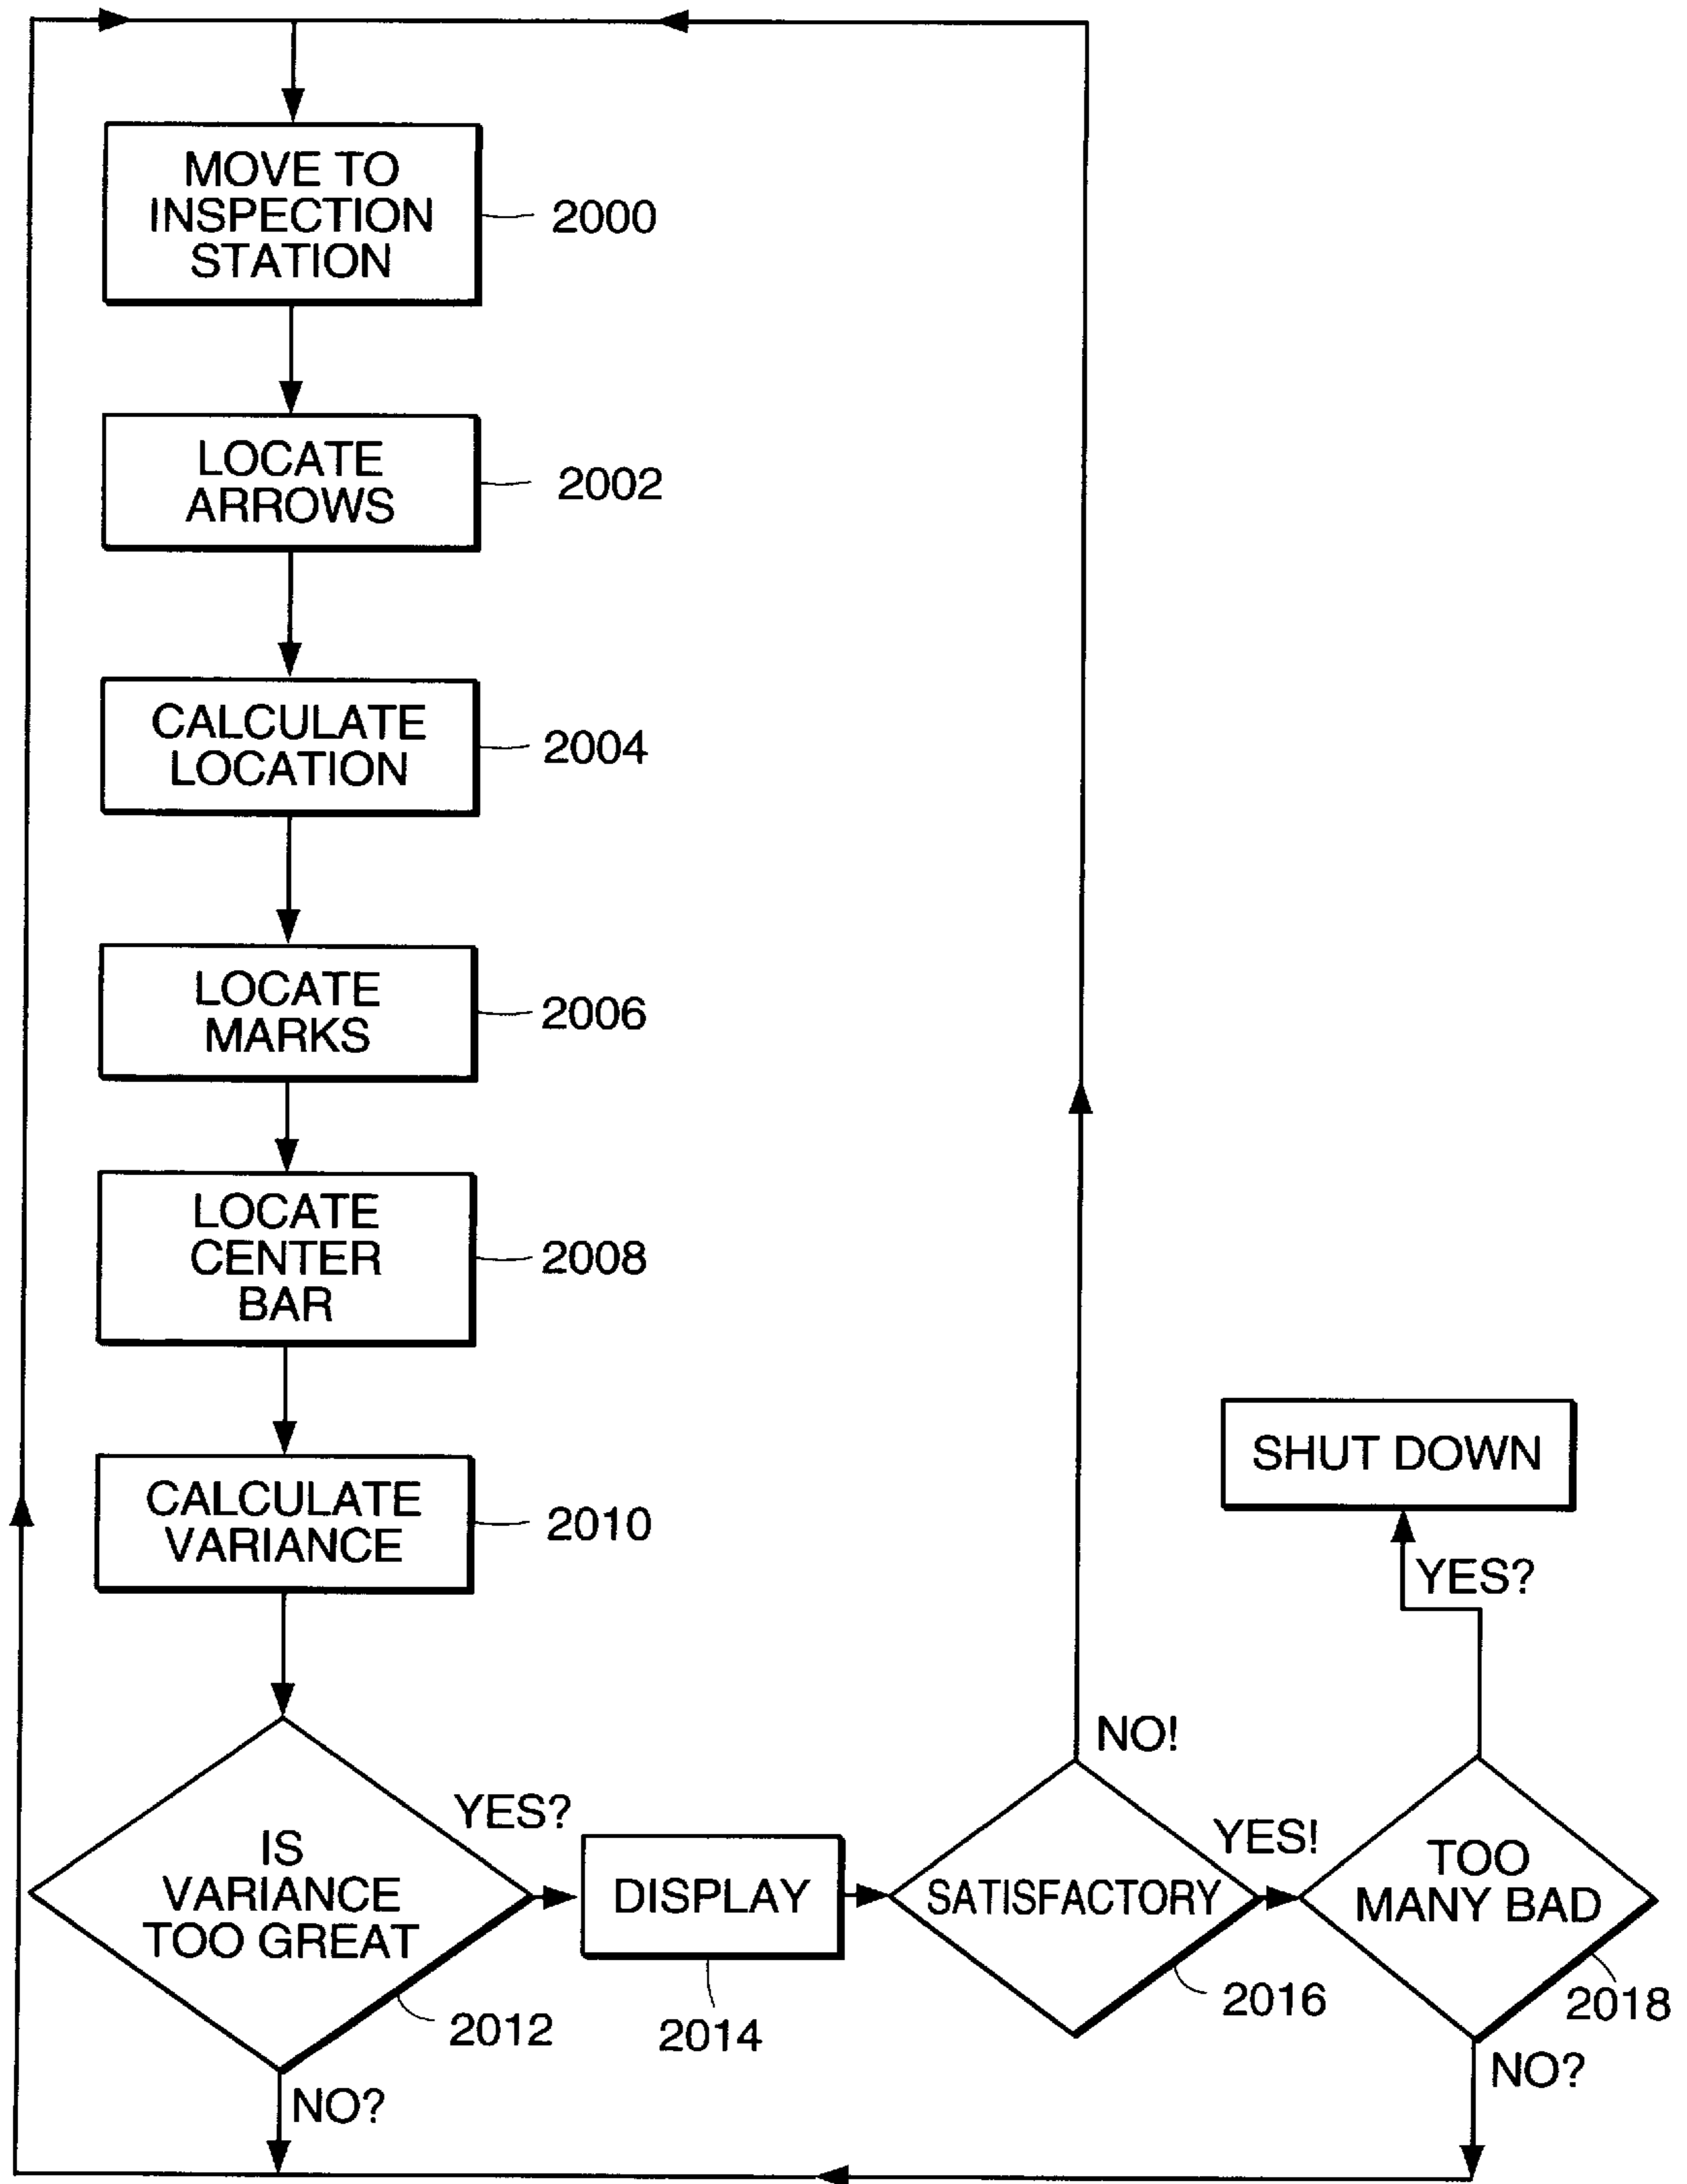 MOVE TO
INSPECTION
STATION
2000
LOCATE
ARROWS
2002
CALCULATE
LOCATION
2004
LOCATE
MARKS
2006
LOCATE
CENTER
BAR
2008
CALCULATE
VARIANCE
2010
IS
VARIANCE
TOO GREAT
2012
YES?
NO?
DISPLAY
2014
SATISFACTORY
2016
NO!
YES!
TOO
MANY BAD
2018
YES?
NO?
SHUT DOWN